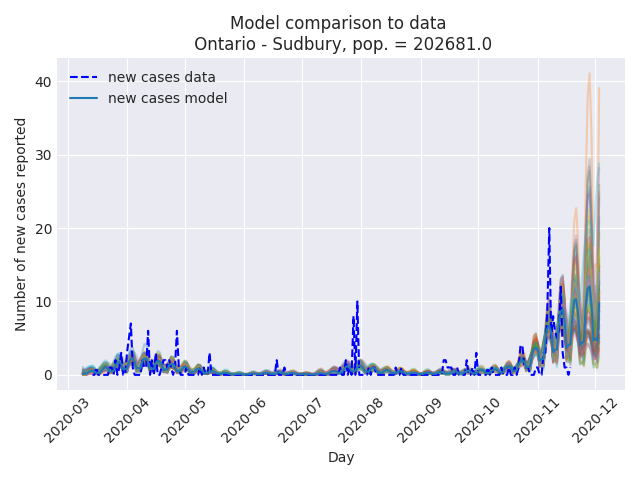 Model comparison to data
Ontario - Sudbury, pop. = 202681.0
new cases data
new cases model
Number of new cases reported
40
30
20
10
0
2020-03
2020-04
2020-05
2020-06
2020-07
2020-08
2020-09
2020-10
2020-11
2020-12
Day